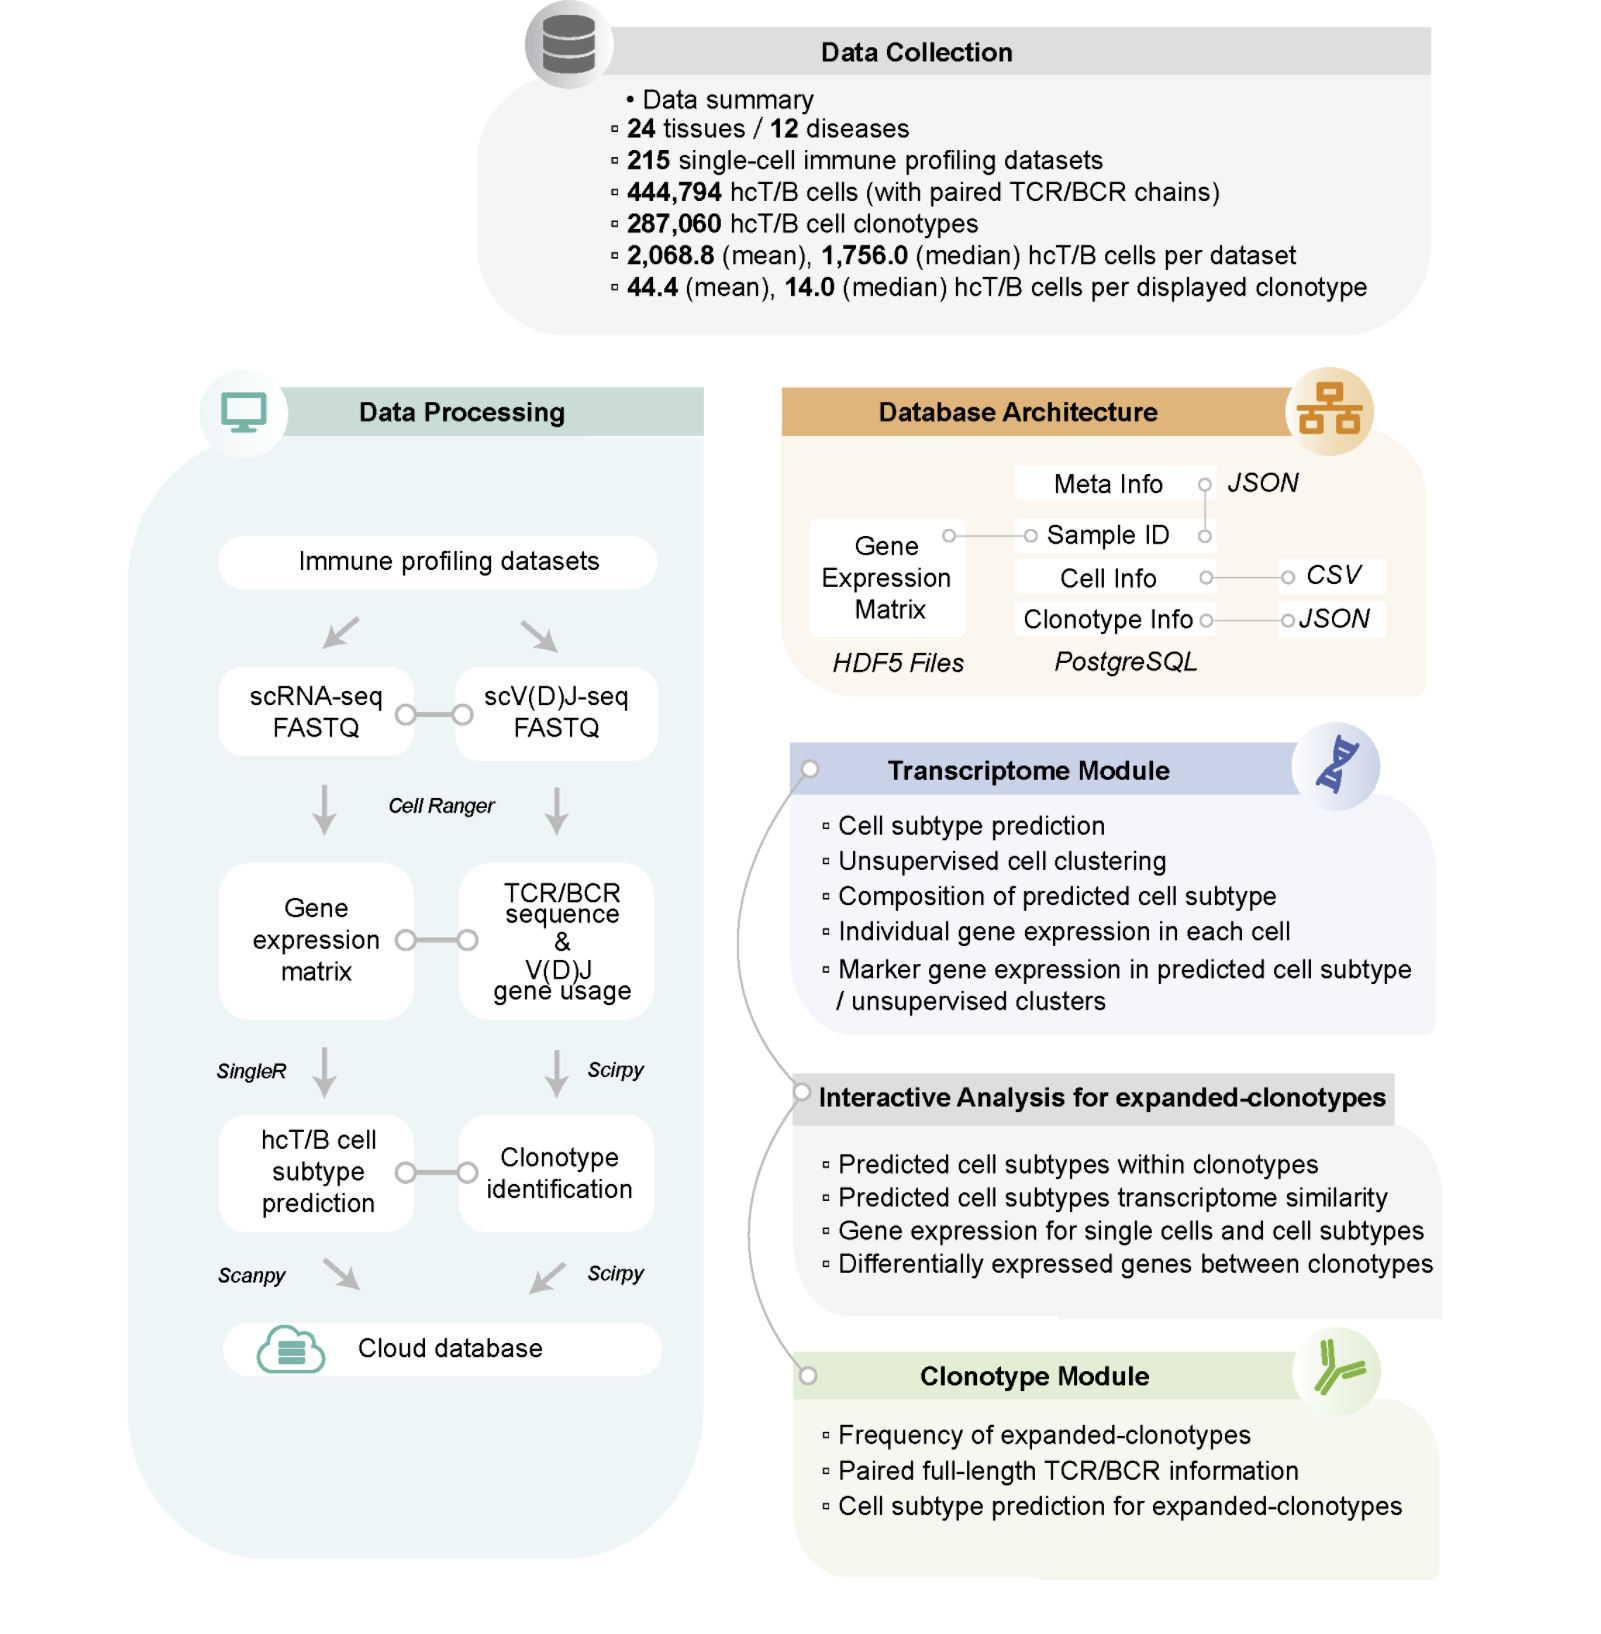 Data Collection
• Data summary
▫ 24 tissues / 12 diseases
▫ 215 single-cell immune profiling datasets
▫ 444,794 hcT/B cells (with paired TCR/BCR chains)
▫ 287,060 hcT/B cell clonotypes
▫ 2,068.8 (mean), 1,756.0 (median) hcT/B cells per dataset
▫ 44.4 (mean), 14.0 (median) hcT/B cells per displayed clonotype
Data Processing
Immune profiling datasets
scRNA-seq
FASTQ
scV(D)J-seq
FASTQ
Cell Ranger
Gene
expression
matrix
TCR/BCR
sequence
&
V(D)J
gene usage
SingleR
Scirpy
hcT/B cell
subtype
prediction
Clonotype
identification
Scanpy
Scirpy
Cloud database
Database Architecture
Gene
Expression
Matrix
HDF5 Files
Meta Info
JSON
Sample ID
Cell Info
CSV
Clonotype Info
JSON
PostgreSQL
Transcriptome Module
▫ Cell subtype prediction
▫ Unsupervised cell clustering
▫ Composition of predicted cell subtype
▫ Individual gene expression in each cell
▫ Marker gene expression in predicted cell subtype
/ unsupervised clusters
Interactive Analysis for expanded-clonotypes
▫ Predicted cell subtypes within clonotypes
▫ Predicted cell subtypes transcriptome similarity
▫ Gene expression for single cells and cell subtypes
▫ Differentially expressed genes between clonotypes
Clonotype Module
▫ Frequency of expanded-clonotypes
▫ Paired full-length TCR/BCR information
▫ Cell subtype prediction for expanded-clonotypes